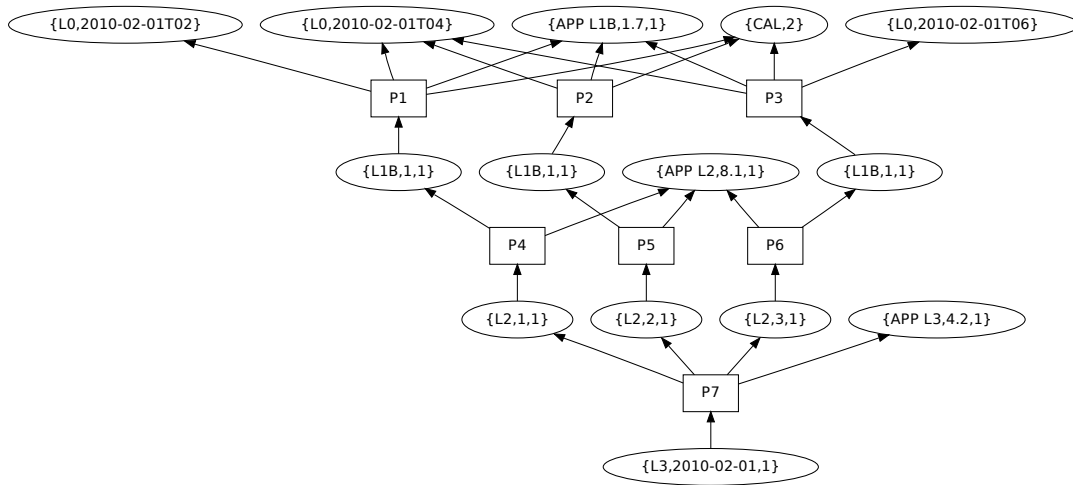 {L0,2010-02-01T02}
{L0,2010-02-01T04}
{APP L1B,1.7,1}
{CAL,2}
{L0,2010-02-01T06}
P1
P2
P3
{L1B,1,1}
{L1B,1,1}
{APP L2,8.1,1}
{L1B,1,1}
P4
P5
P6
{L2,1,1}
{L2,2,1}
{L2,3,1}
{APP L3,4.2,1}
P7
{L3,2010-02-01,1}